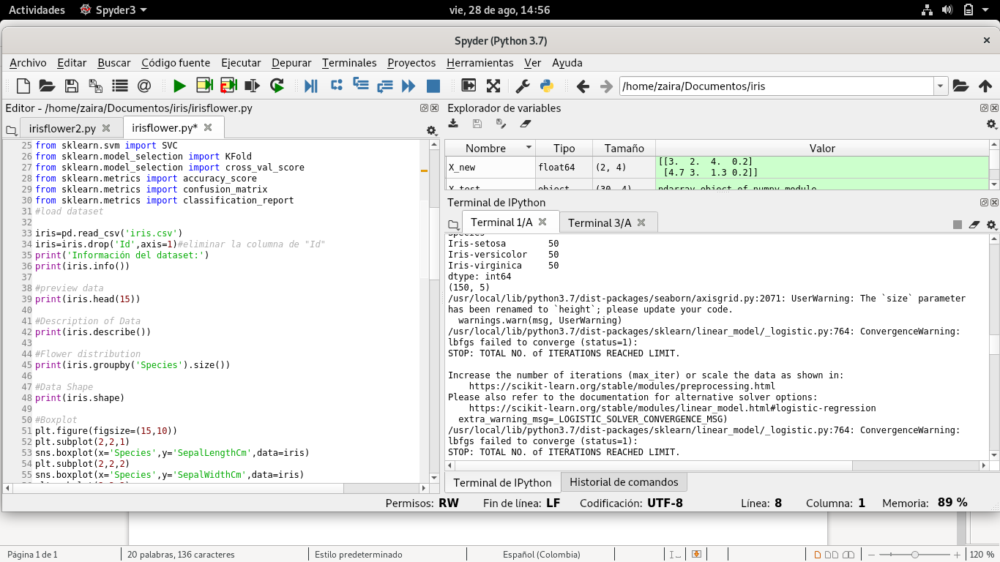 Actividades
Spyder3
vie, 28 de ago, 14:56
Spyder (Python 3.7)
Archivo Editar Buscar Código fuente Ejecutar Depurar Terminales Proyectos Herramientas Ver Ayuda
/home/zaira/Documentos/iris
Editor - /home/zaira/Documentos/iris/irisflower.py
irisflower2.py
irisflower.py*
25 from sklearn.svm import SVC
26 from sklearn.model_selection import KFold
27 from sklearn.model_selection import cross_val_score
28 from sklearn.metrics import accuracy_score
29 from sklearn.metrics import confusion_matrix
30 from sklearn.metrics import classification_report
31 #load dataset
32
33 iris=pd.read_csv('iris.csv')
34 iris=iris.drop('Id',axis=1)#eliminar la columna de "Id"
35 print('Información del dataset:')
36 print(iris.info())
37
38 #preview data
39 print(iris.head(15))
40
41 #Description of Data
42 print(iris.describe())
43
44 #Flower distribution
45 print(iris.groupby('Species').size())
46
47 #Data Shape
48 print(iris.shape)
49
50 #Boxplot
51 plt.figure(figsize=(15,10))
52 plt.subplot(2,2,1)
53 sns.boxplot(x='Species',y='SepalLengthCm',data=iris)
54 plt.subplot(2,2,2)
55 sns.boxplot(x='Species',y='SepalWidthCm',data=iris)
Explorador de variables
Nombre Tipo Tamaño Valor
X_new float64 (2, 4) [[3. 2. 4. 0.2]
[4.7 3. 1.3 0.2]]
X_test object (30, 4) ndarray object of numpy module
Terminal de IPython
Terminal 1/A
Terminal 3/A
Species
Iris-setosa 50
Iris-versicolor 50
Iris-virginica 50
dtype: int64
(150, 5)
/usr/local/lib/python3.7/dist-packages/seaborn/axisgrid.py:2071: UserWarning: The `size` parameter
has been renamed to `height`; please update your code.
warnings.warn(msg, UserWarning)
/usr/local/lib/python3.7/dist-packages/sklearn/linear_model/_logistic.py:764: ConvergenceWarning:
lbfgs failed to converge (status=1):
STOP: TOTAL NO. of ITERATIONS REACHED LIMIT.
Increase the number of iterations (max_iter) or scale the data as shown in:
https://scikit-learn.org/stable/modules/preprocessing.html
Please also refer to the documentation for alternative solver options:
https://scikit-learn.org/stable/modules/linear_model.html#logistic-regression
extra_warning_msg=_LOGISTIC_SOLVER_CONVERGENCE_MSG)
/usr/local/lib/python3.7/dist-packages/sklearn/linear_model/_logistic.py:764: ConvergenceWarning:
lbfgs failed to converge (status=1):
STOP: TOTAL NO. of ITERATIONS REACHED LIMIT.
Terminal de IPython
Historial de comandos
Permisos: RW Fin de línea: LF Codificación: UTF-8 Línea: 8 Columna: 1 Memoria: 89 %
Página 1 de 1
20 palabras, 136 caracteres
Estilo predeterminado
Español (Colombia)
120 %